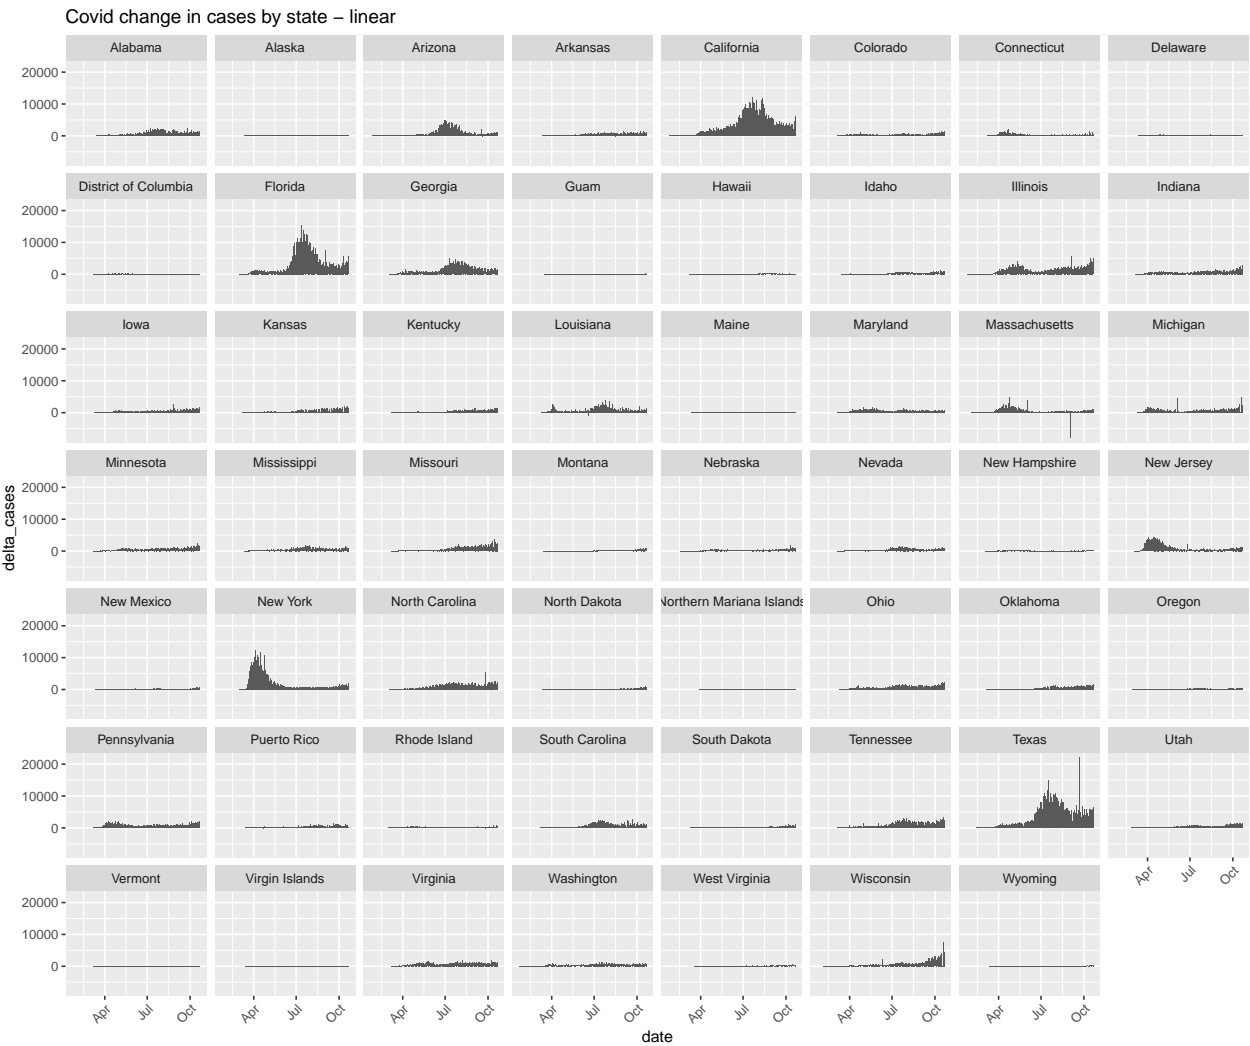 Covid change in cases by state – linear
Alabama Alaska Arizona Arkansas California Colorado Connecticut Delaware
20000
10000
0
District of Columbia Florida Georgia Guam Hawaii Idaho Illinois Indiana
20000
10000
0
Iowa Kansas Kentucky Louisiana Maine Maryland Massachusetts Michigan
20000
10000
0
Minnesota Mississippi Missouri Montana Nebraska Nevada New Hampshire New Jersey
20000
10000
0
delta_cases
New Mexico New York North Carolina North Dakota Northern Mariana Islands Ohio Oklahoma Oregon
20000
10000
0
Pennsylvania Puerto Rico Rhode Island South Carolina South Dakota Tennessee Texas Utah
20000
10000
0
Apr Jul Oct
Vermont Virgin Islands Virginia Washington West Virginia Wisconsin Wyoming
20000
10000
0
Apr Jul Oct Apr Jul Oct Apr Jul Oct Apr Jul Oct Apr Jul Oct Apr Jul Oct Apr Jul Oct
date